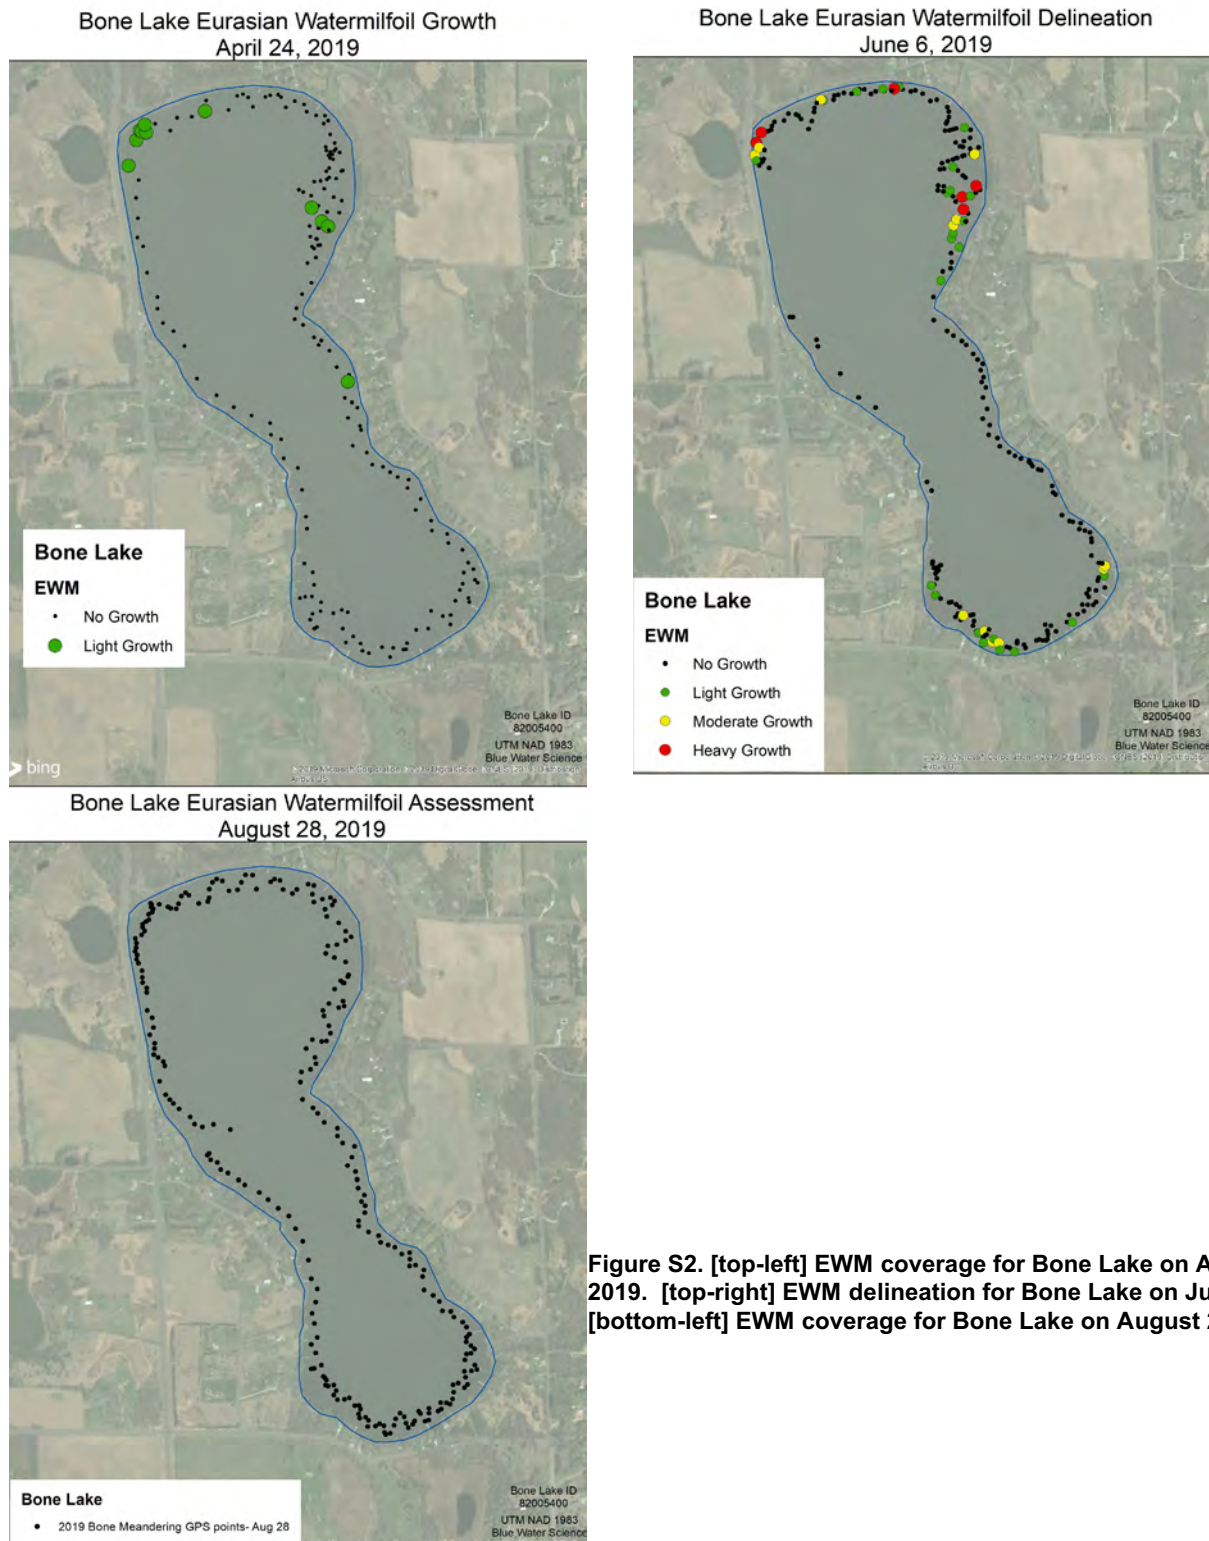 Bone Lake Eurasian Watermilfoil Growth
April 24, 2019
Bone Lake
EWM
No Growth
Light Growth
Bone Lake ID
82005400
UTM NAD 1983
Blue Water Science
bing
Bone Lake Eurasian Watermilfoil Delineation
June 6, 2019
Bone Lake
EWM
No Growth
Light Growth
Moderate Growth
Heavy Growth
Bone Lake ID
82005400
UTM NAD 1983
Blue Water Science
Bone Lake Eurasian Watermilfoil Assessment
August 28, 2019
Bone Lake
2019 Bone Meandering GPS points- Aug 28
Bone Lake ID
82005400
UTM NAD 1983
Blue Water Science
Figure S2. [top-left] EWM coverage for Bone Lake on
2019. [top-right] EWM delineation for Bone Lake on
[bottom-left] EWM coverage for Bone Lake on August